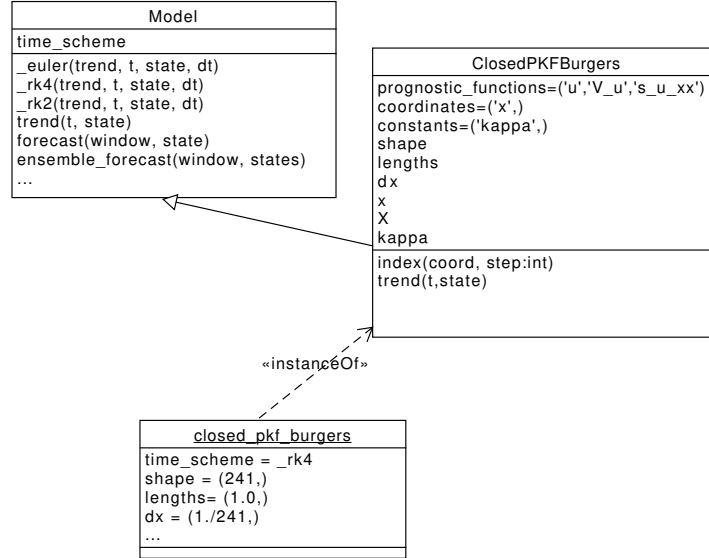 Model
time_scheme
_euler(trend, t, state, dt)
_rk4(trend, t, state, dt)
_rk2(trend, t, state, dt)
trend(t, state)
forecast(window, state)
ensemble_forecast(window, states)
...
ClosedPKFBurgers
prognostic_functions=('u','V_u','s_u_xx')
coordinates=('x',)
constants=('kappa',)
shape
lengths
dx
x
X
kappa
index(coord, step:int)
trend(t,state)
«instanceOf»
closed_pkf_burgers
time_scheme = _rk4
shape = (241,)
lengths= (1.0,)
dx = (1./241,)
...